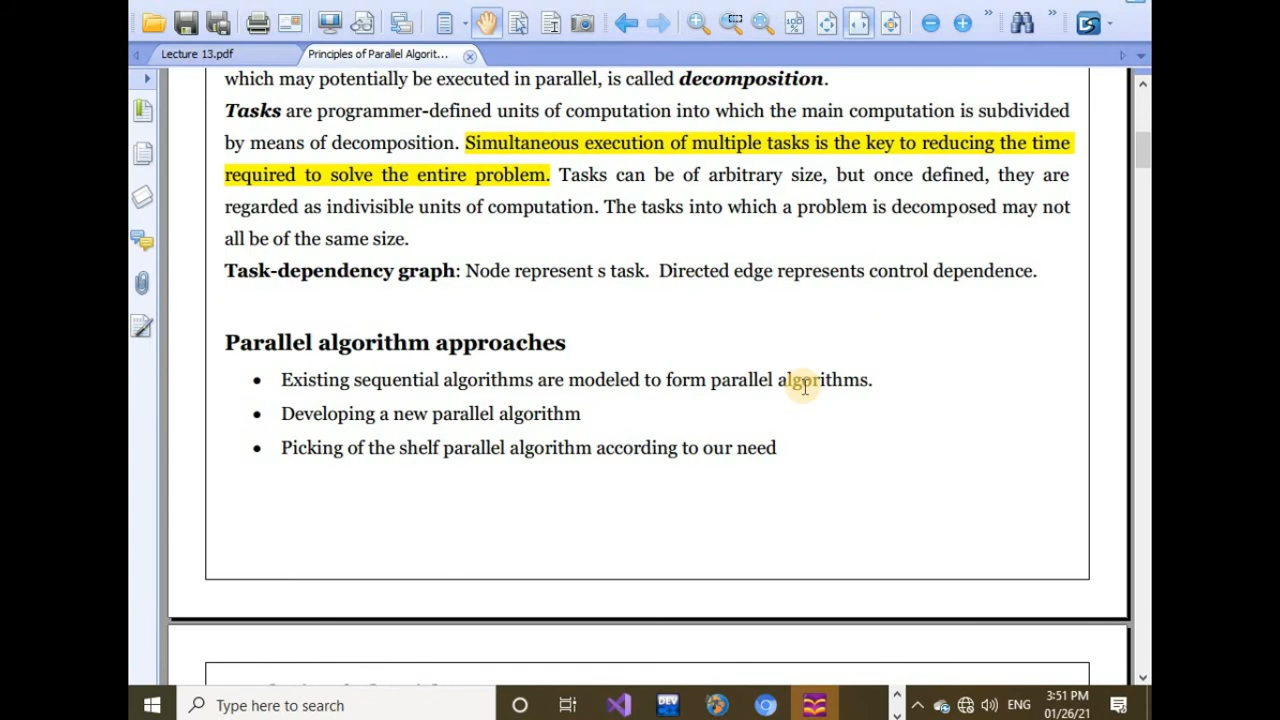 Lecture 13.pdf
Principles of Parallel Algorit...
which may potentially be executed in parallel, is called decomposition.
Tasks are programmer-defined units of computation into which the main computation is subdivided
by means of decomposition. Simultaneous execution of multiple tasks is the key to reducing the time
required to solve the entire problem. Tasks can be of arbitrary size, but once defined, they are
regarded as indivisible units of computation. The tasks into which a problem is decomposed may not
all be of the same size.
Task-dependency graph: Node represent s task. Directed edge represents control dependence.
Parallel algorithm approaches
• Existing sequential algorithms are modeled to form parallel algorithms.
• Developing a new parallel algorithm
• Picking of the shelf parallel algorithm according to our need
Type here to search
DEV
ENG
3:51 PM
01/26/21